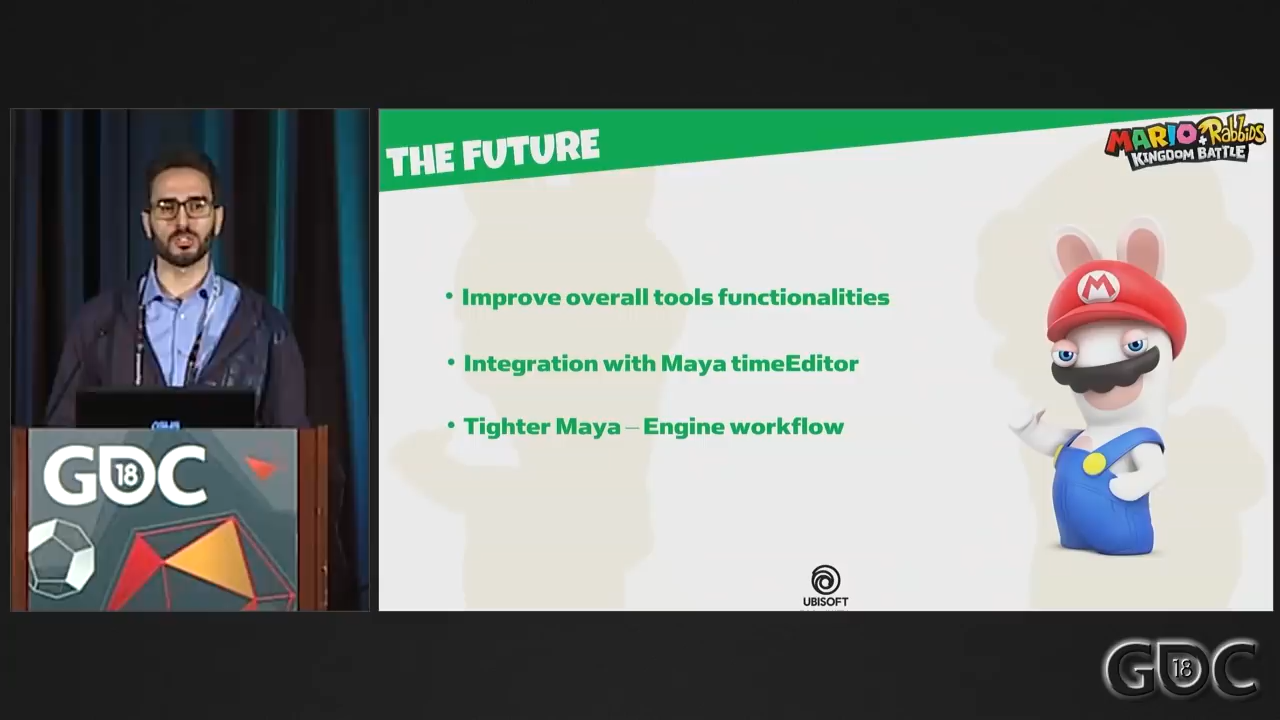 THE FUTURE
MARIO + Rabbids
KINGDOM BATTLE
• Improve overall tools functionalities
• Integration with Maya timeEditor
• Tighter Maya – Engine workflow
M
UBISOFT
ASUS
GDC
18
GDC
18